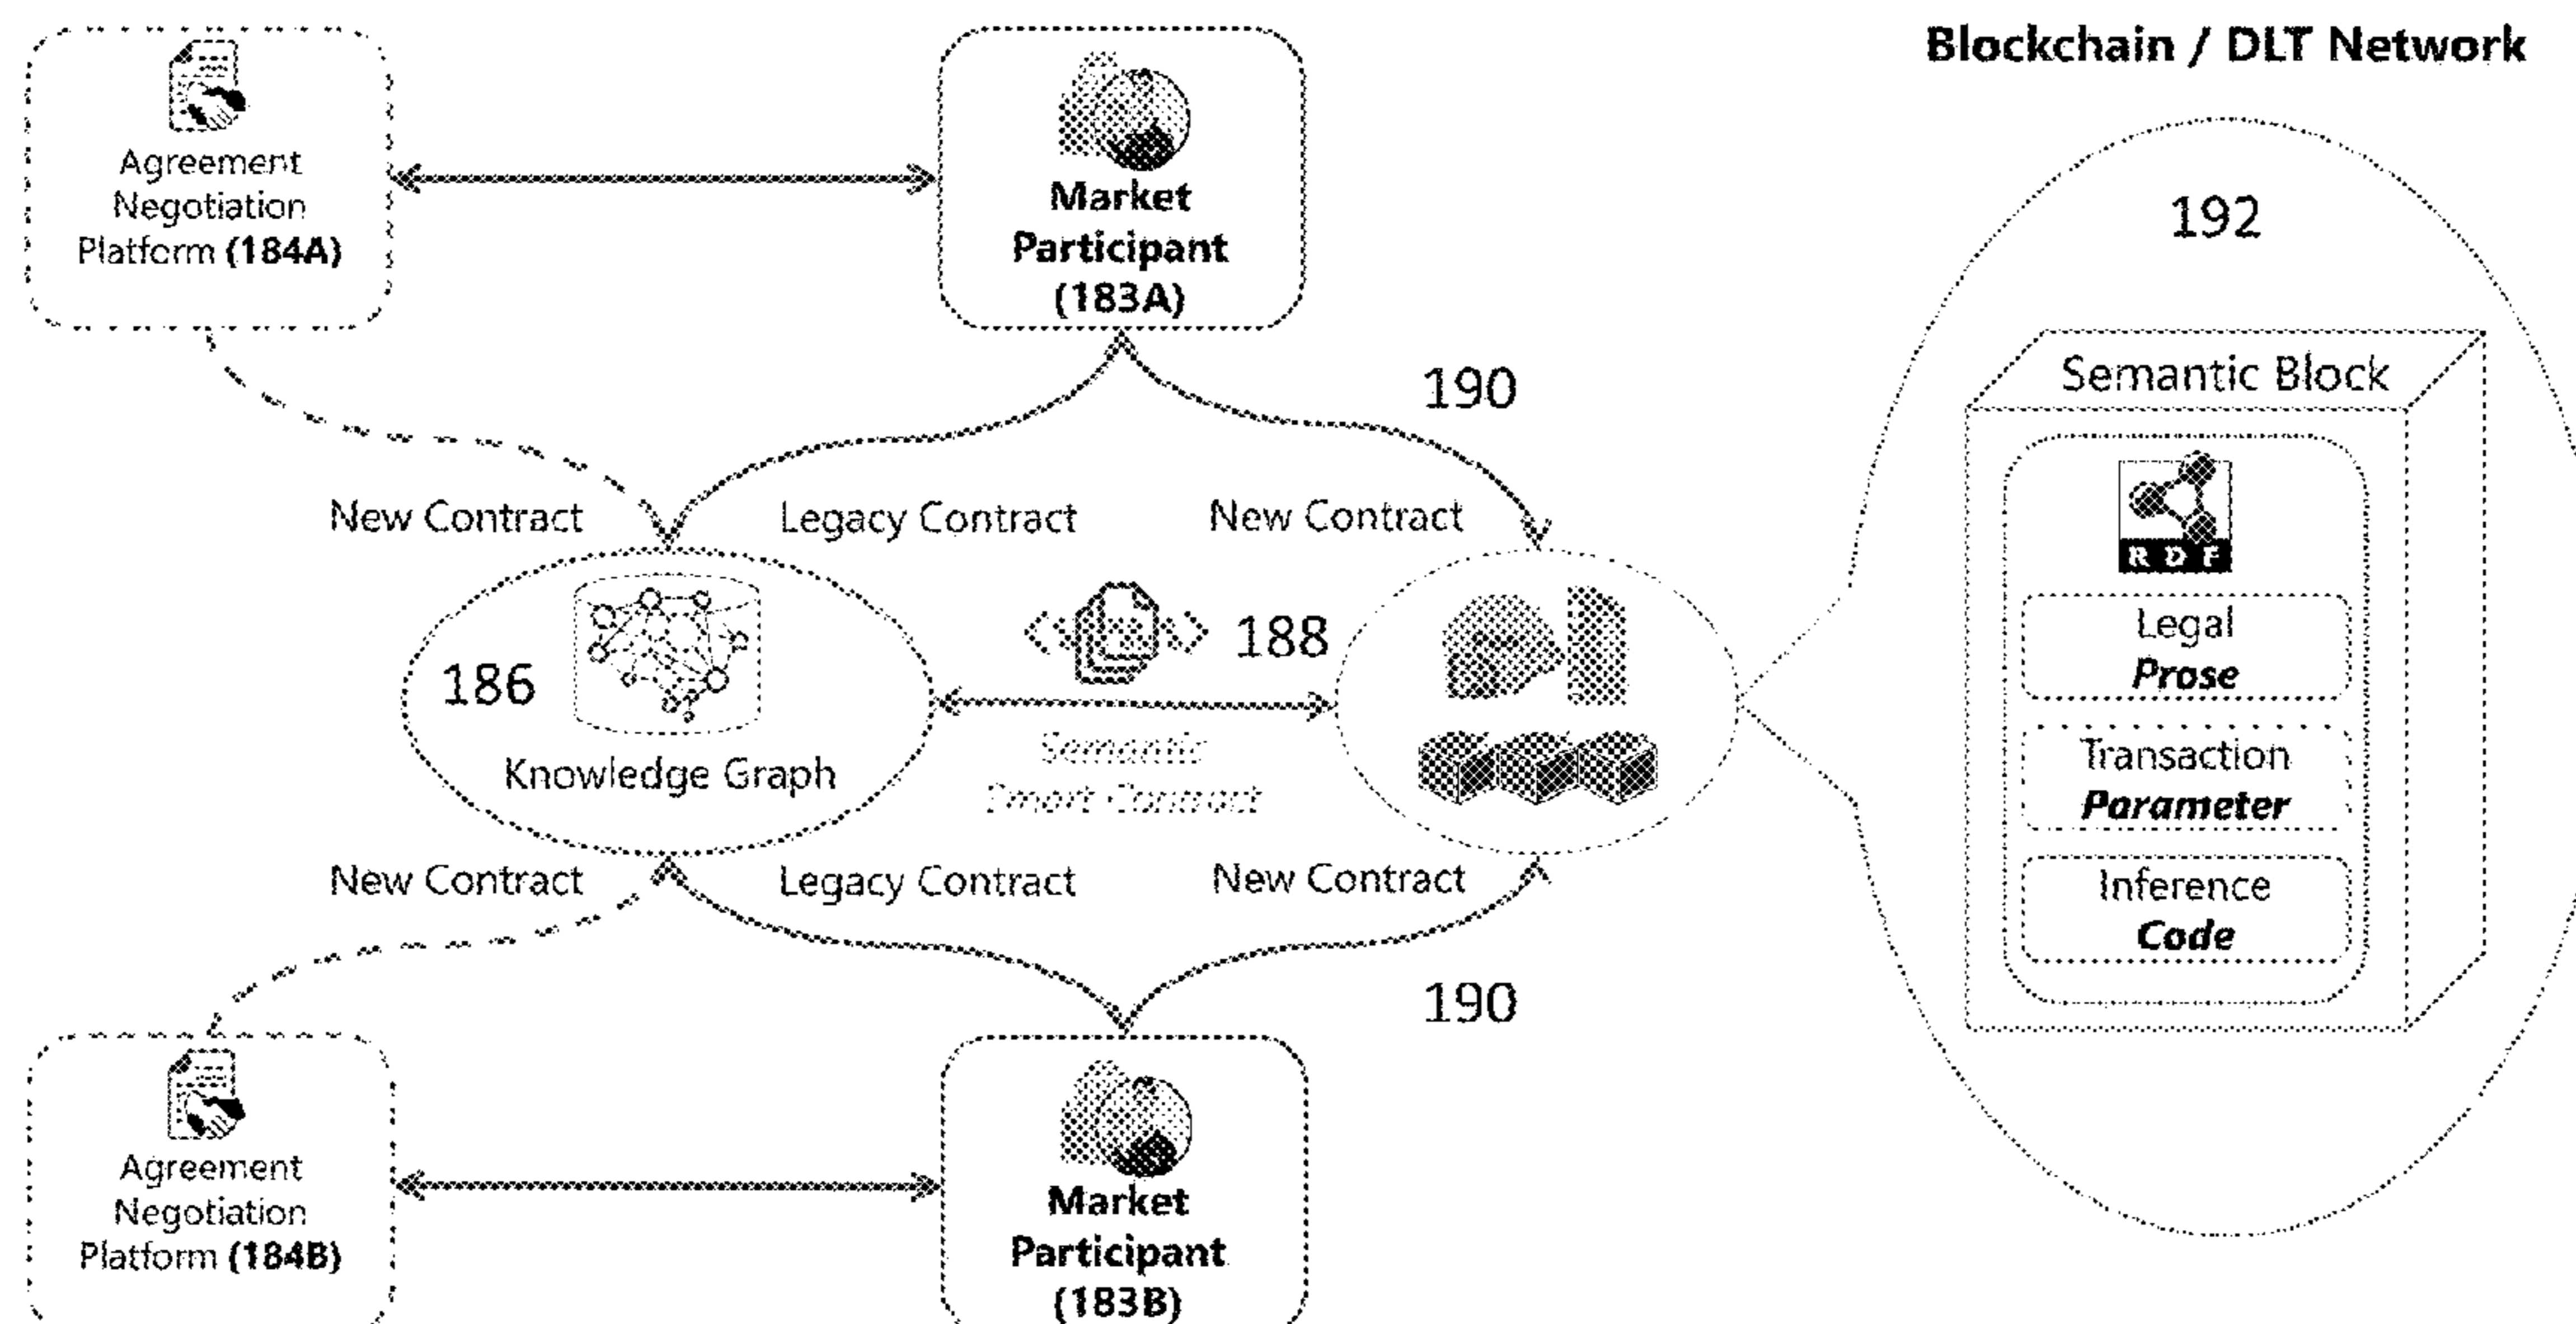 Blockchain / DLT Network
Agreement
Negotiation
Platform (184A)
Market
Participant
(183A)
192
190
Semantic Block
New Contract
Legacy Contract
New Contract
RDF
188
186
Knowledge Graph
Semantic
Smart Contract
Legal
Prose
Transaction
Parameter
Inference
Code
New Contract
Legacy Contract
New Contract
190
Agreement
Negotiation
Platform (184B)
Market
Participant
(183B)